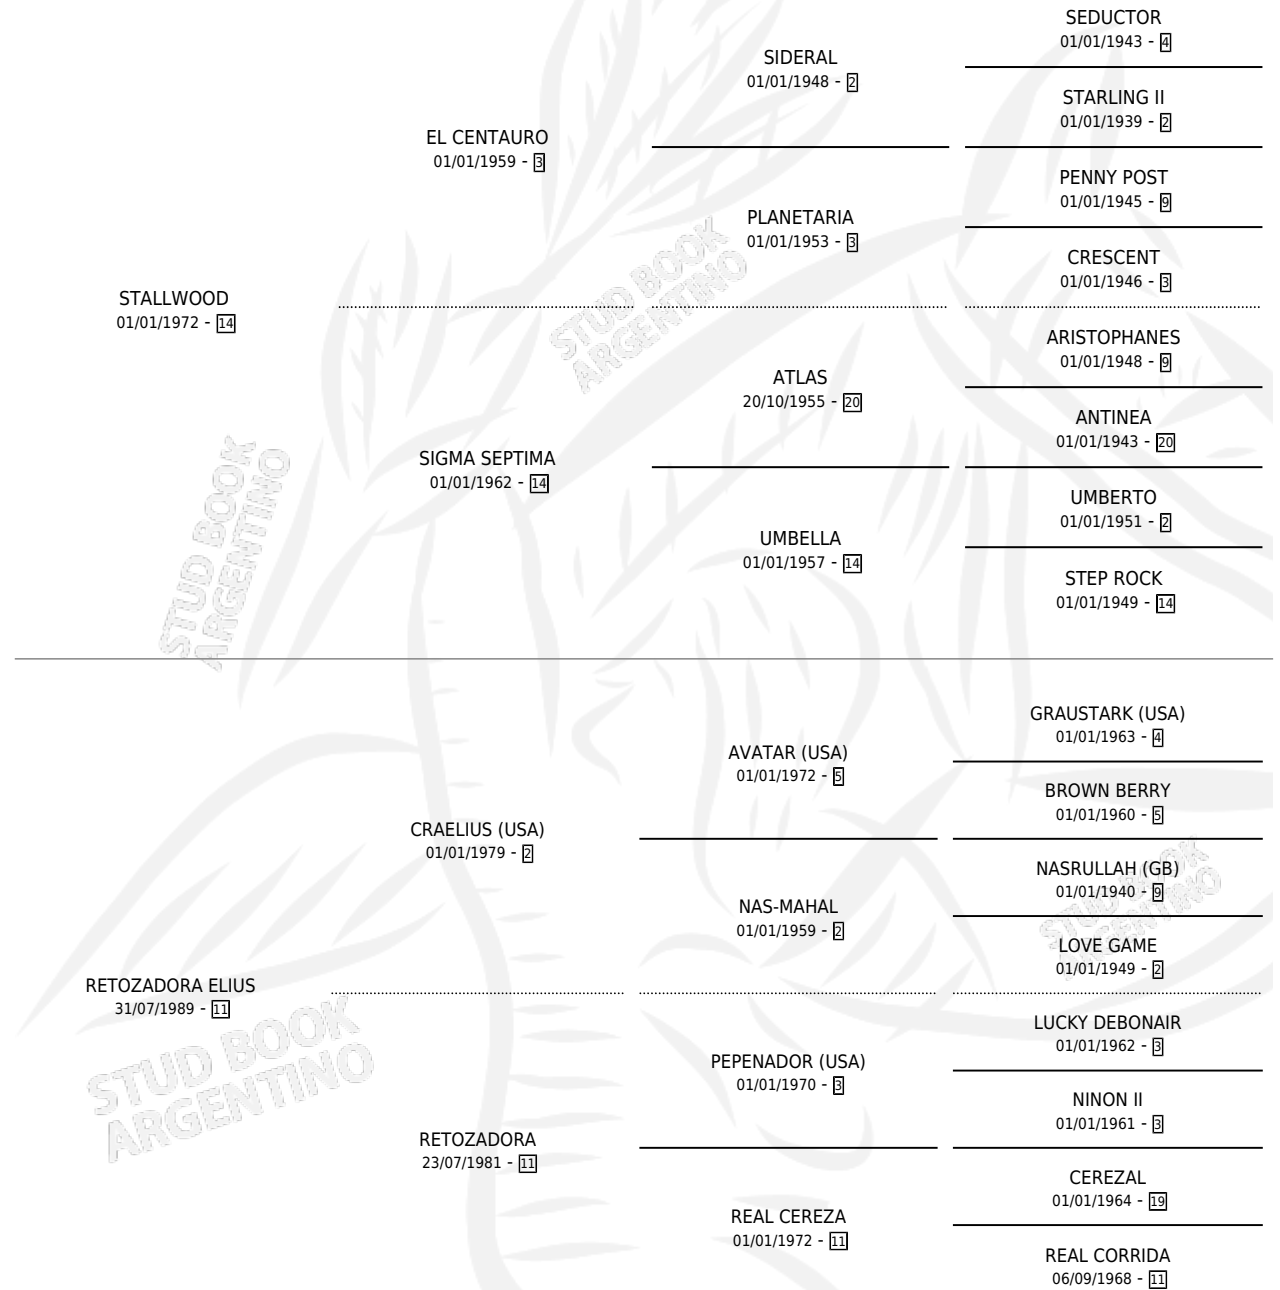 SEDUCTOR
01/01/1943 - 4
SIDERAL
01/01/1948 - 2
STARLING II
01/01/1939 - 2
EL CENTAURO
01/01/1959 - 3
PENNY POST
01/01/1945 - 9
PLANETARIA
01/01/1953 - 3
CRESCENT
01/01/1946 - 3
STALLWOOD
01/01/1972 - 14
ARISTOPHANES
01/01/1948 - 9
ATLAS
20/10/1955 - 20
ANTINEA
01/01/1943 - 20
SIGMA SEPTIMA
01/01/1962 - 14
UMBERTO
01/01/1951 - 2
UMBELLA
01/01/1957 - 14
STEP ROCK
01/01/1949 - 14
STUD BOOK
ARGENTINO
STUD BOOK
ARGENTINO
GRAUSTARK (USA)
01/01/1963 - 4
AVATAR (USA)
01/01/1972 - 5
BROWN BERRY
01/01/1960 - 5
CRAELIUS (USA)
01/01/1979 - 2
NASRULLAH (GB)
01/01/1940 - 9
NAS-MAHAL
01/01/1959 - 2
LOVE GAME
01/01/1949 - 2
RETOZADORA ELIUS
31/07/1989 - 11
LUCKY DEBONAIR
01/01/1962 - 3
PEPENADOR (USA)
01/01/1970 - 3
NINON II
01/01/1961 - 3
RETOZADORA
23/07/1981 - 11
CEREZAL
01/01/1964 - 19
REAL CEREZA
01/01/1972 - 11
REAL CORRIDA
06/09/1968 - 11
STUD BOOK
ARGENTINO
STUD BOOK
ARGENTINO